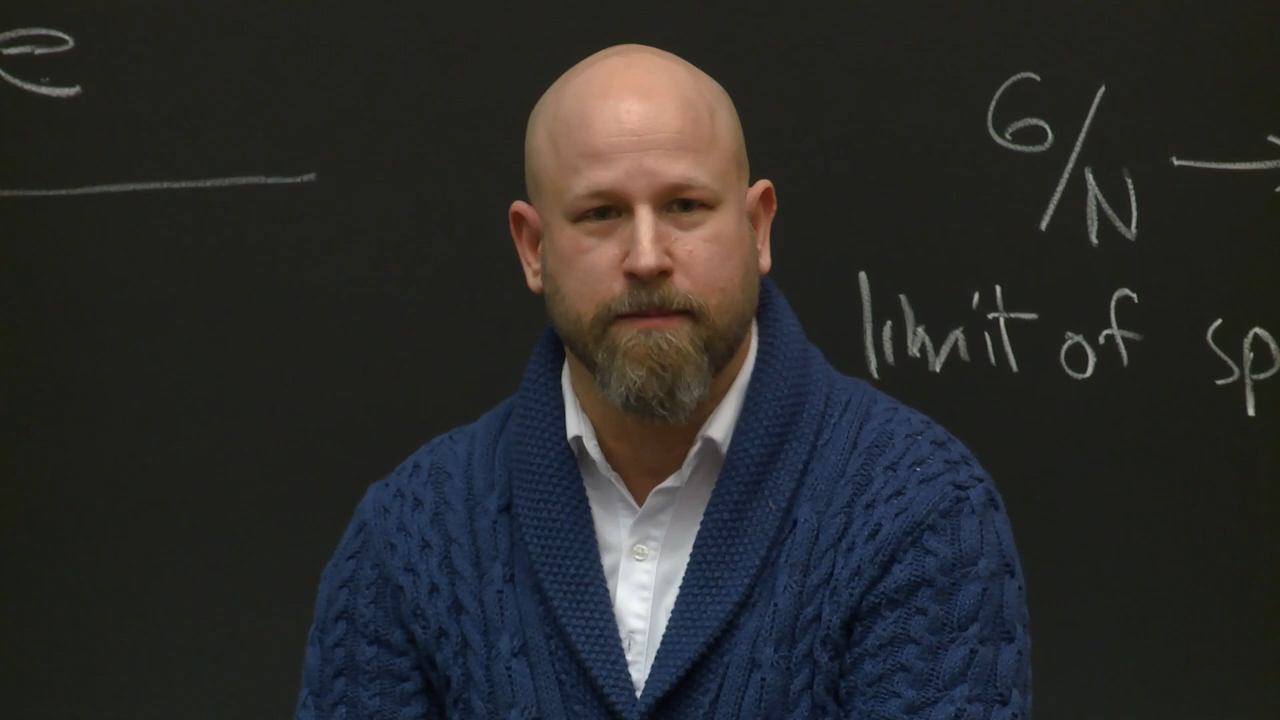 e
6/N →
limit of sp